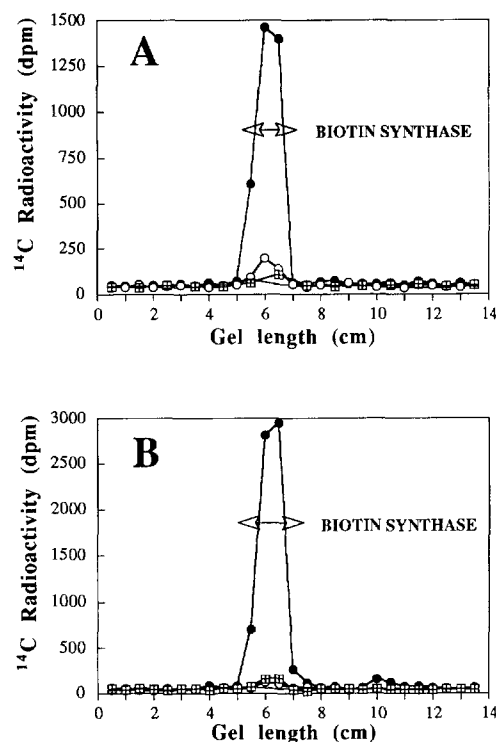 A
1500
1250
1000
750
500
250
0
¹⁴C Radioactivity (dpm)
BIOTIN SYNTHASE
0 2 4 6 8 10 12 14
Gel length (cm)
B
3000
2500
2000
1500
1000
500
0
¹⁴C Radioactivity (dpm)
BIOTIN SYNTHASE
0 2 4 6 8 10 12 14
Gel length (cm)